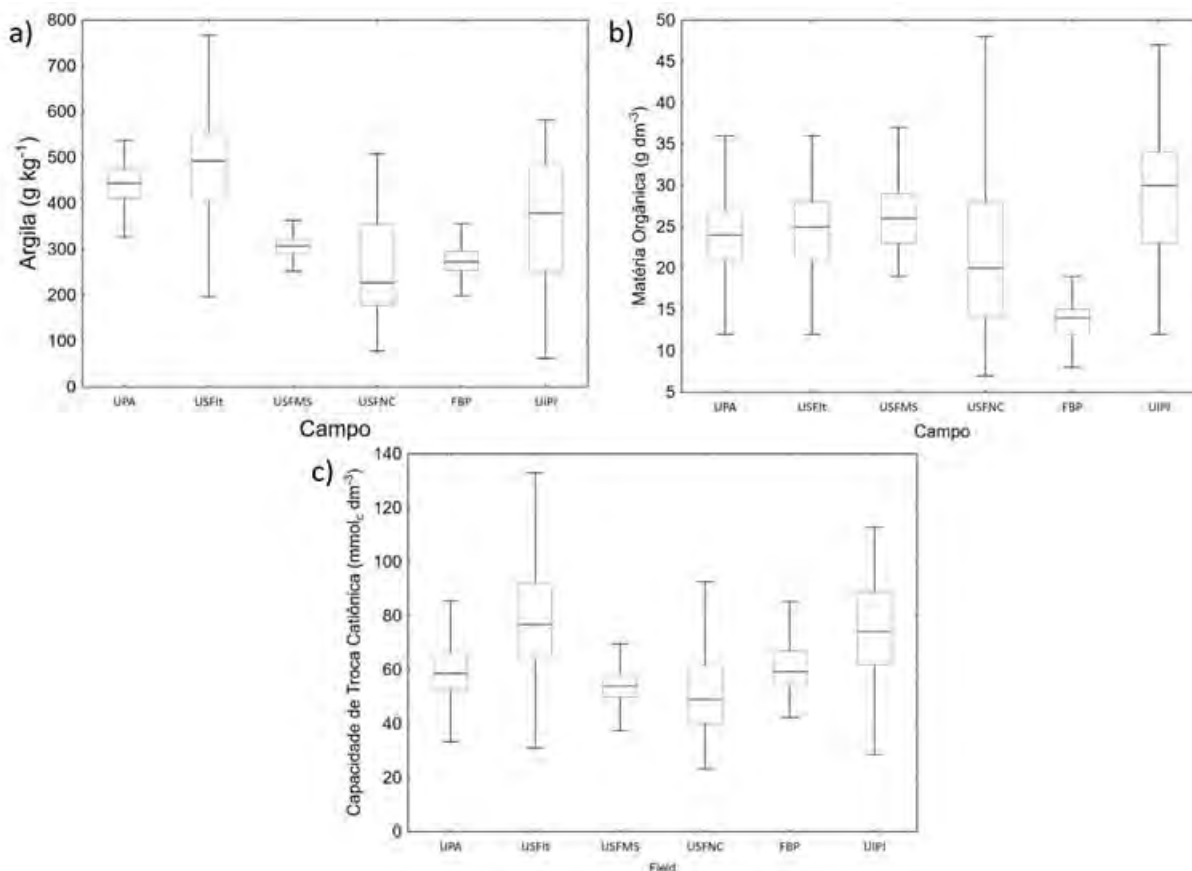 a)
Argila (g kg⁻¹)
800
700
600
500
400
300
200
100
0
UPA USFIt USFMS USFNC FBP UIPI
Campo
b)
Matéria Orgânica (g dm⁻³)
50
45
40
35
30
25
20
15
10
5
UPA USFIt USFMS USFNC FBP UIPI
Campo
c)
Capacidade de Troca Catiônica (mmol꜀ dm⁻³)
140
120
100
80
60
40
20
0
UPA USFIt USFMS USFNC FBP UIPI
Field